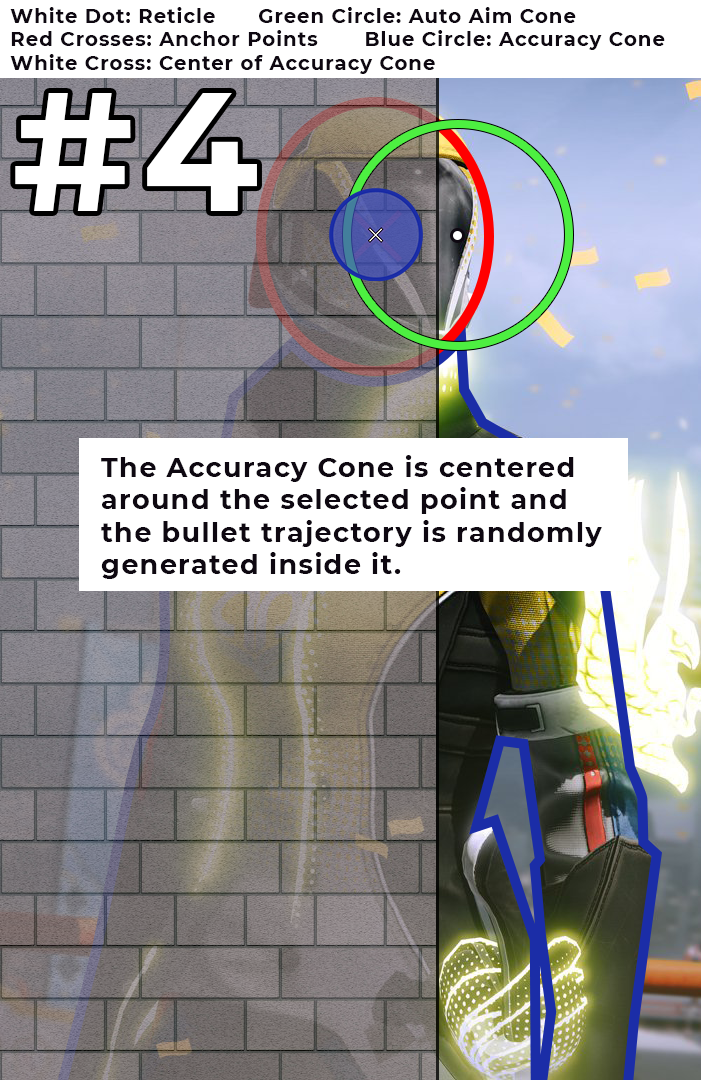 White Dot: Reticle Green Circle: Auto Aim Cone
Red Crosses: Anchor Points Blue Circle: Accuracy Cone
White Cross: Center of Accuracy Cone
#4
The Accuracy Cone is centered
around the selected point and
the bullet trajectory is randomly
generated inside it.